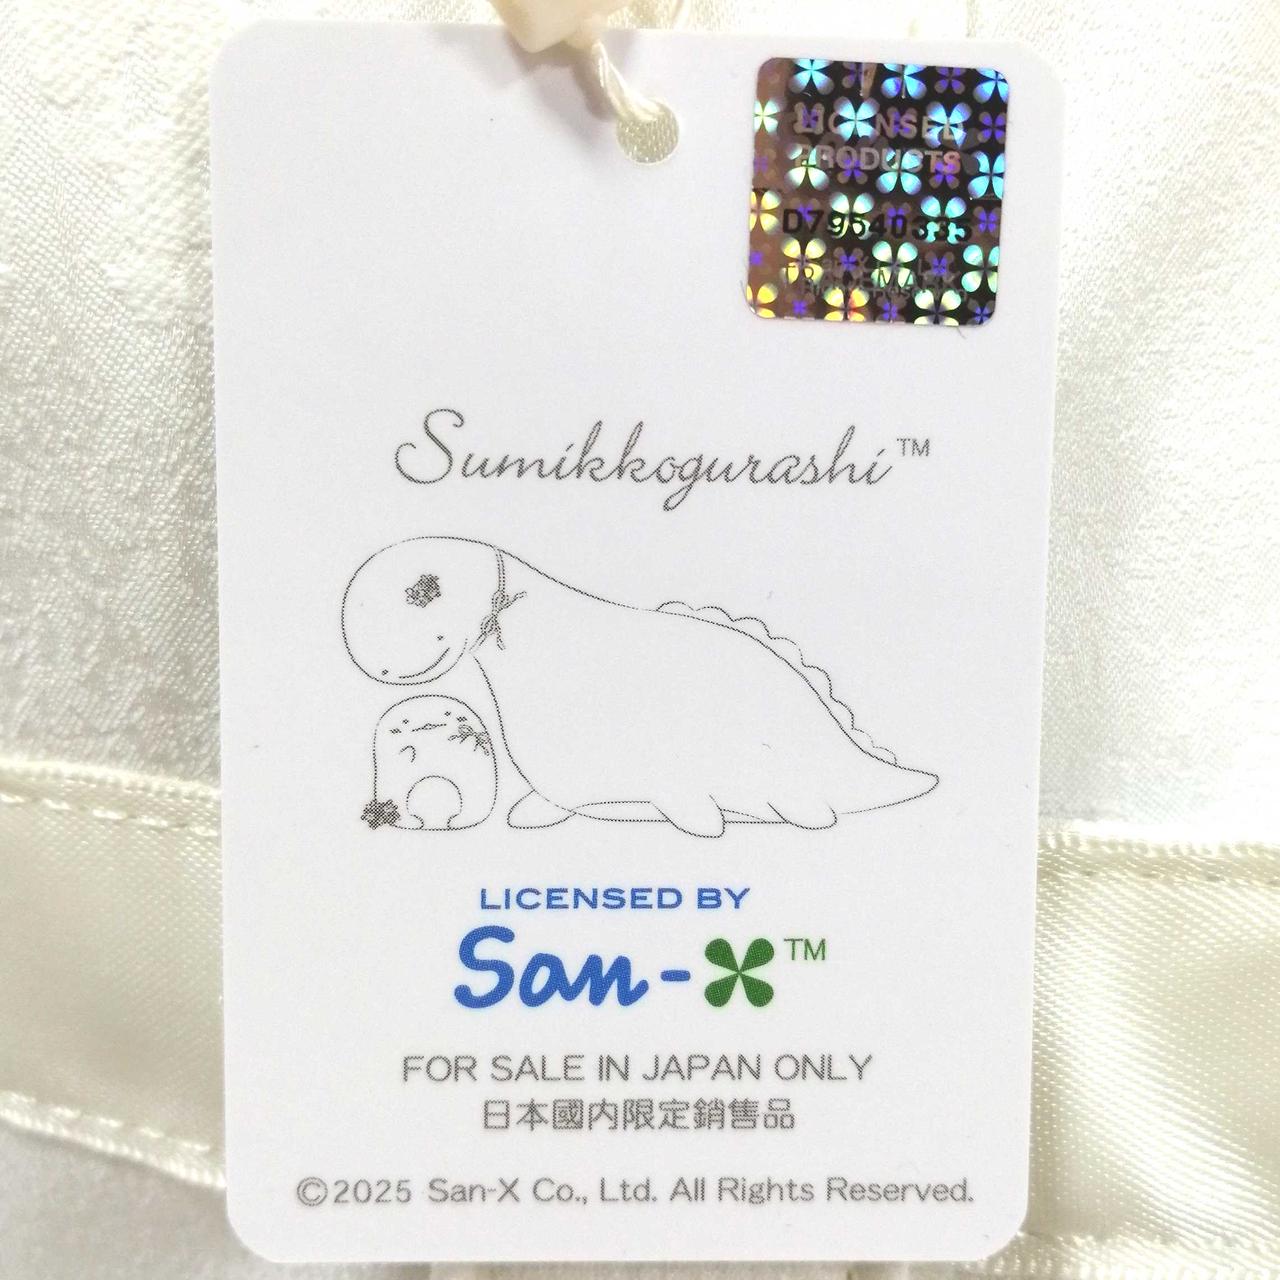 LICENSED
PRODUCTS
D79540335
Sumikkogurashi™
LICENSED BY
San-X™
FOR SALE IN JAPAN ONLY
日本國内限定銷售品
©2025 San-X Co., Ltd. All Rights Reserved.